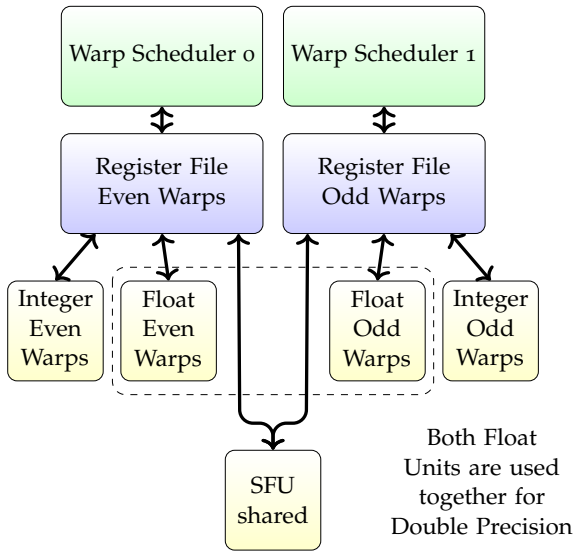 Warp Scheduler 0
Warp Scheduler 1
Register File
Even Warps
Register File
Odd Warps
Integer
Even
Warps
Float
Even
Warps
Float
Odd
Warps
Integer
Odd
Warps
SFU
shared
Both Float
Units are used
together for
Double Precision